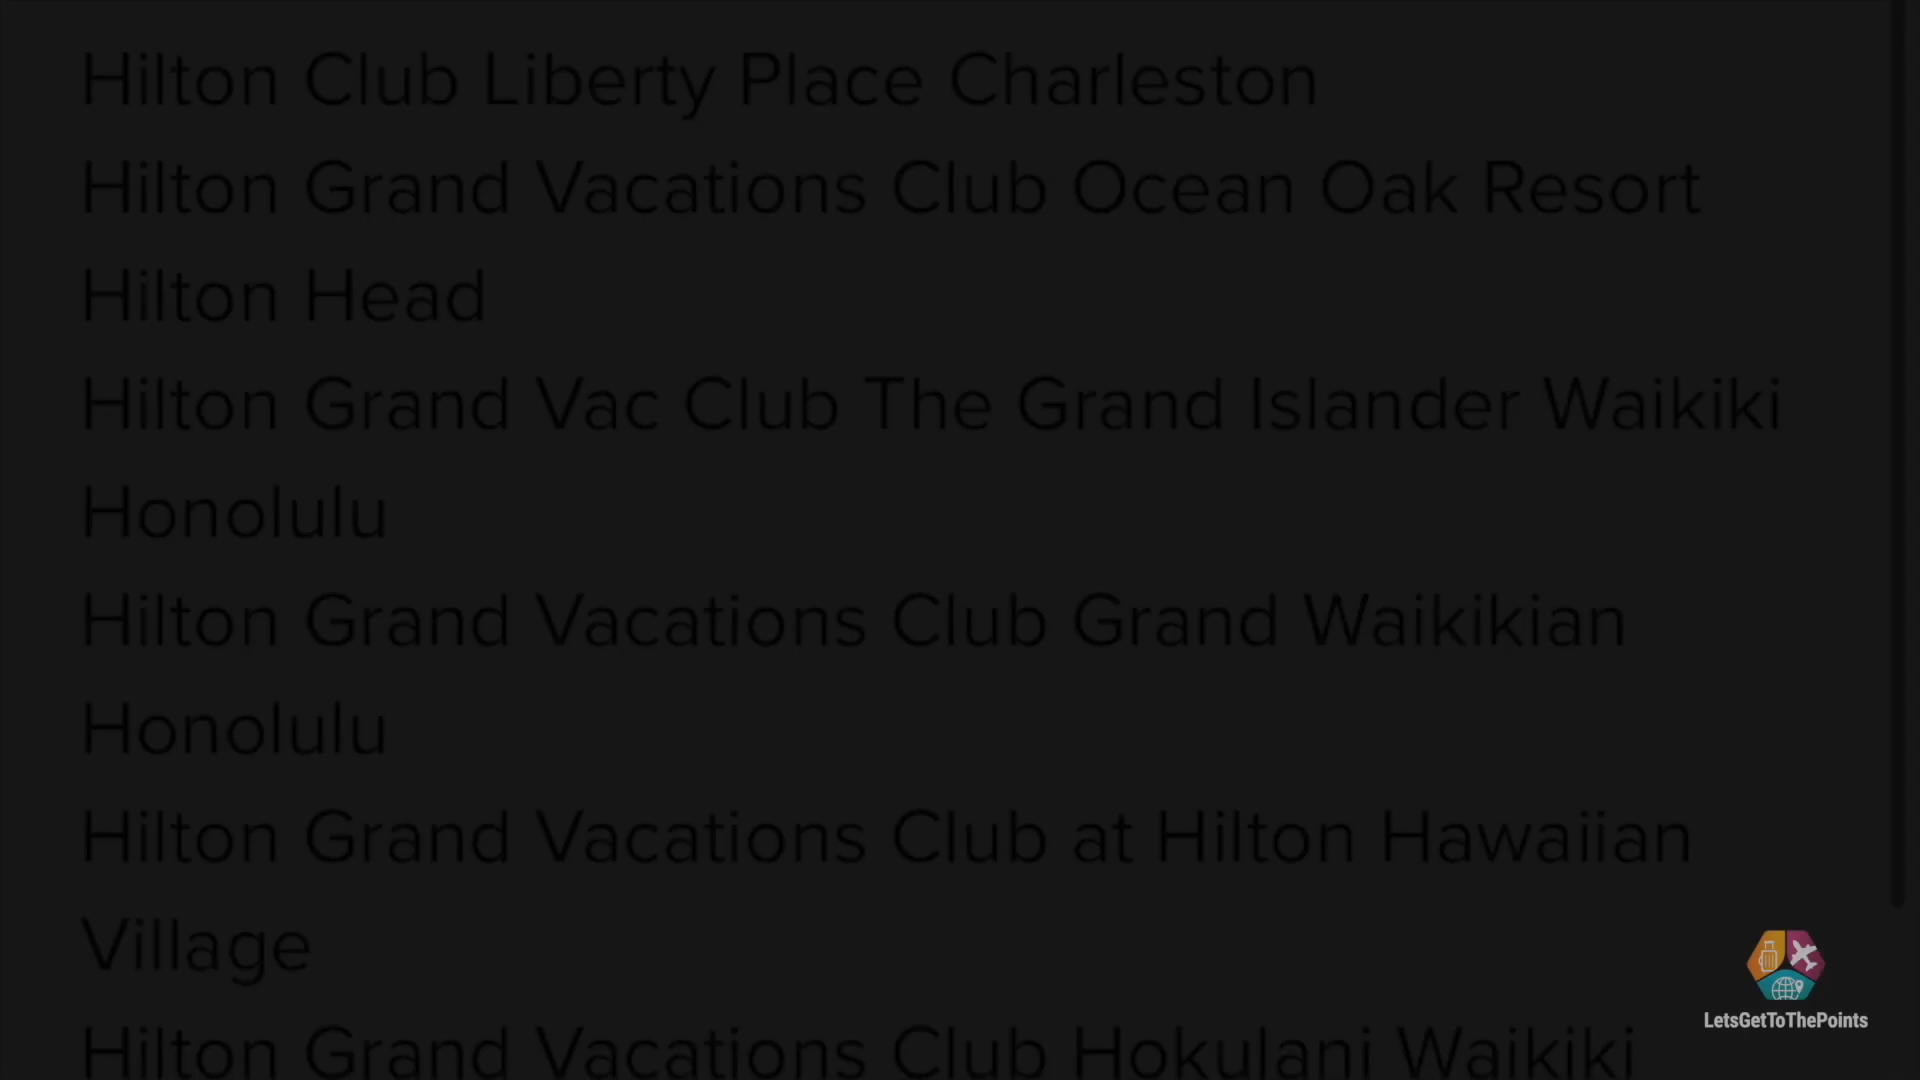 Hilton Club Liberty Place Charleston
Hilton Grand Vacations Club Ocean Oak Resort
Hilton Head
Hilton Grand Vac Club The Grand Islander Waikiki
Honolulu
Hilton Grand Vacations Club Grand Waikikian
Honolulu
Hilton Grand Vacations Club at Hilton Hawaiian
Village
Hilton Grand Vacations Club Hokulani Waikiki
LetsGetToThePoints